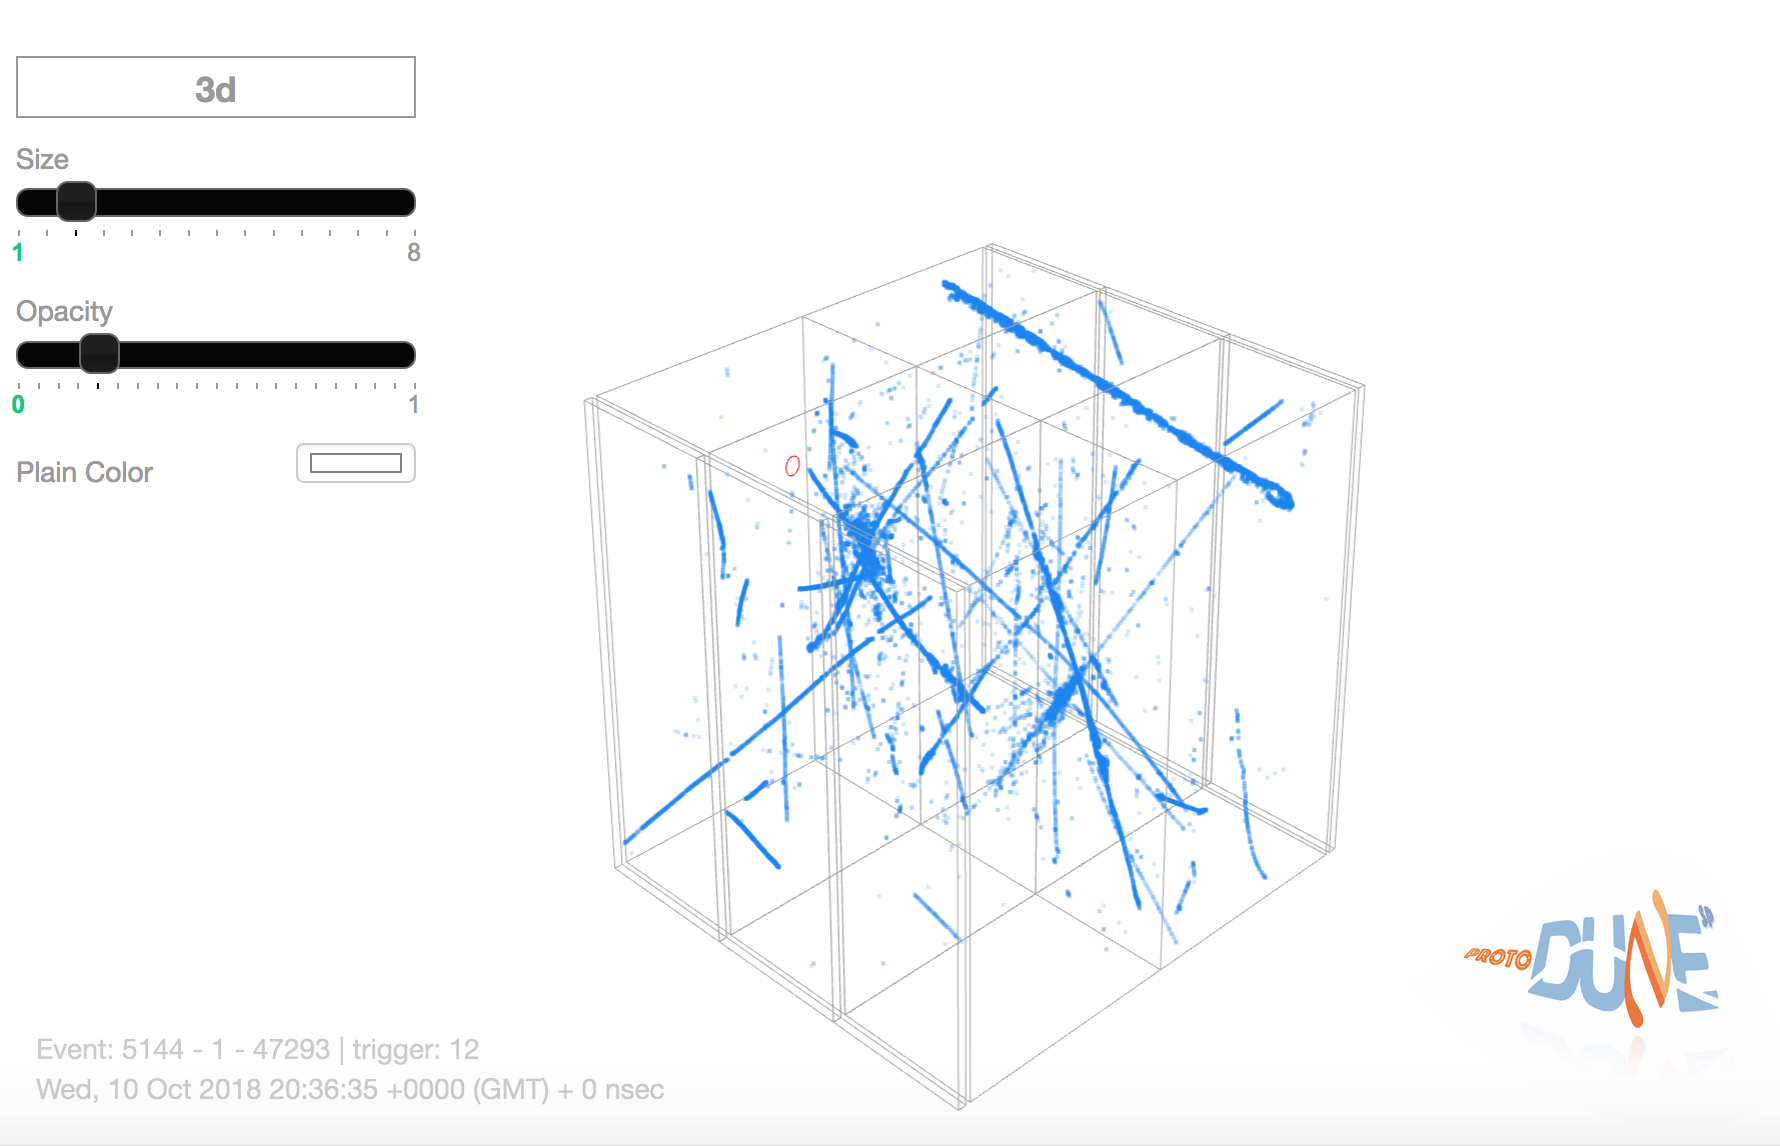 3d
Size
1 8
Opacity
0 1
Plain Color
PROTO DUNE SP
Event: 5144 - 1 - 47293 | trigger: 12
Wed, 10 Oct 2018 20:36:35 +0000 (GMT) + 0 nsec